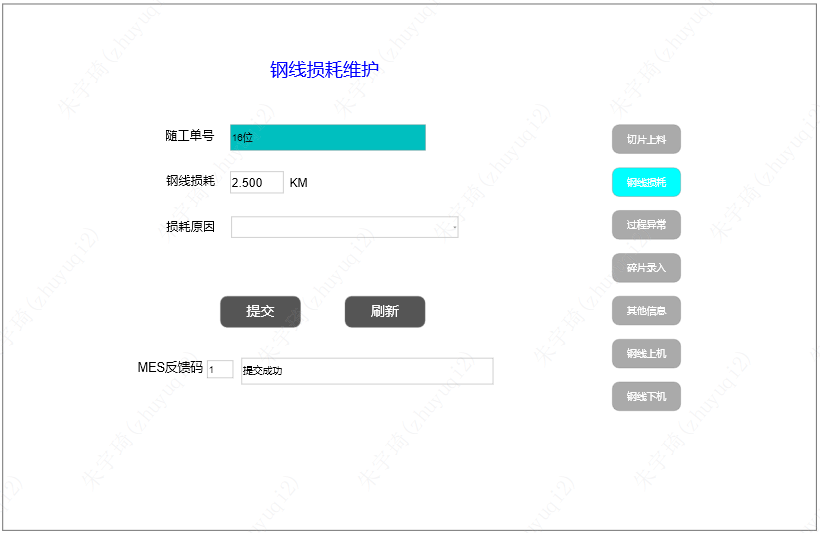 钢线损耗维护
随工单号 16位
钢线损耗 2.500 KM
损耗原因
提交 刷新
MES反馈码 1 提交成功
切片上料
钢线损耗
过程异常
碎片录入
其他信息
钢线上机
钢线下机
朱宇琦(zhuyuqi2)